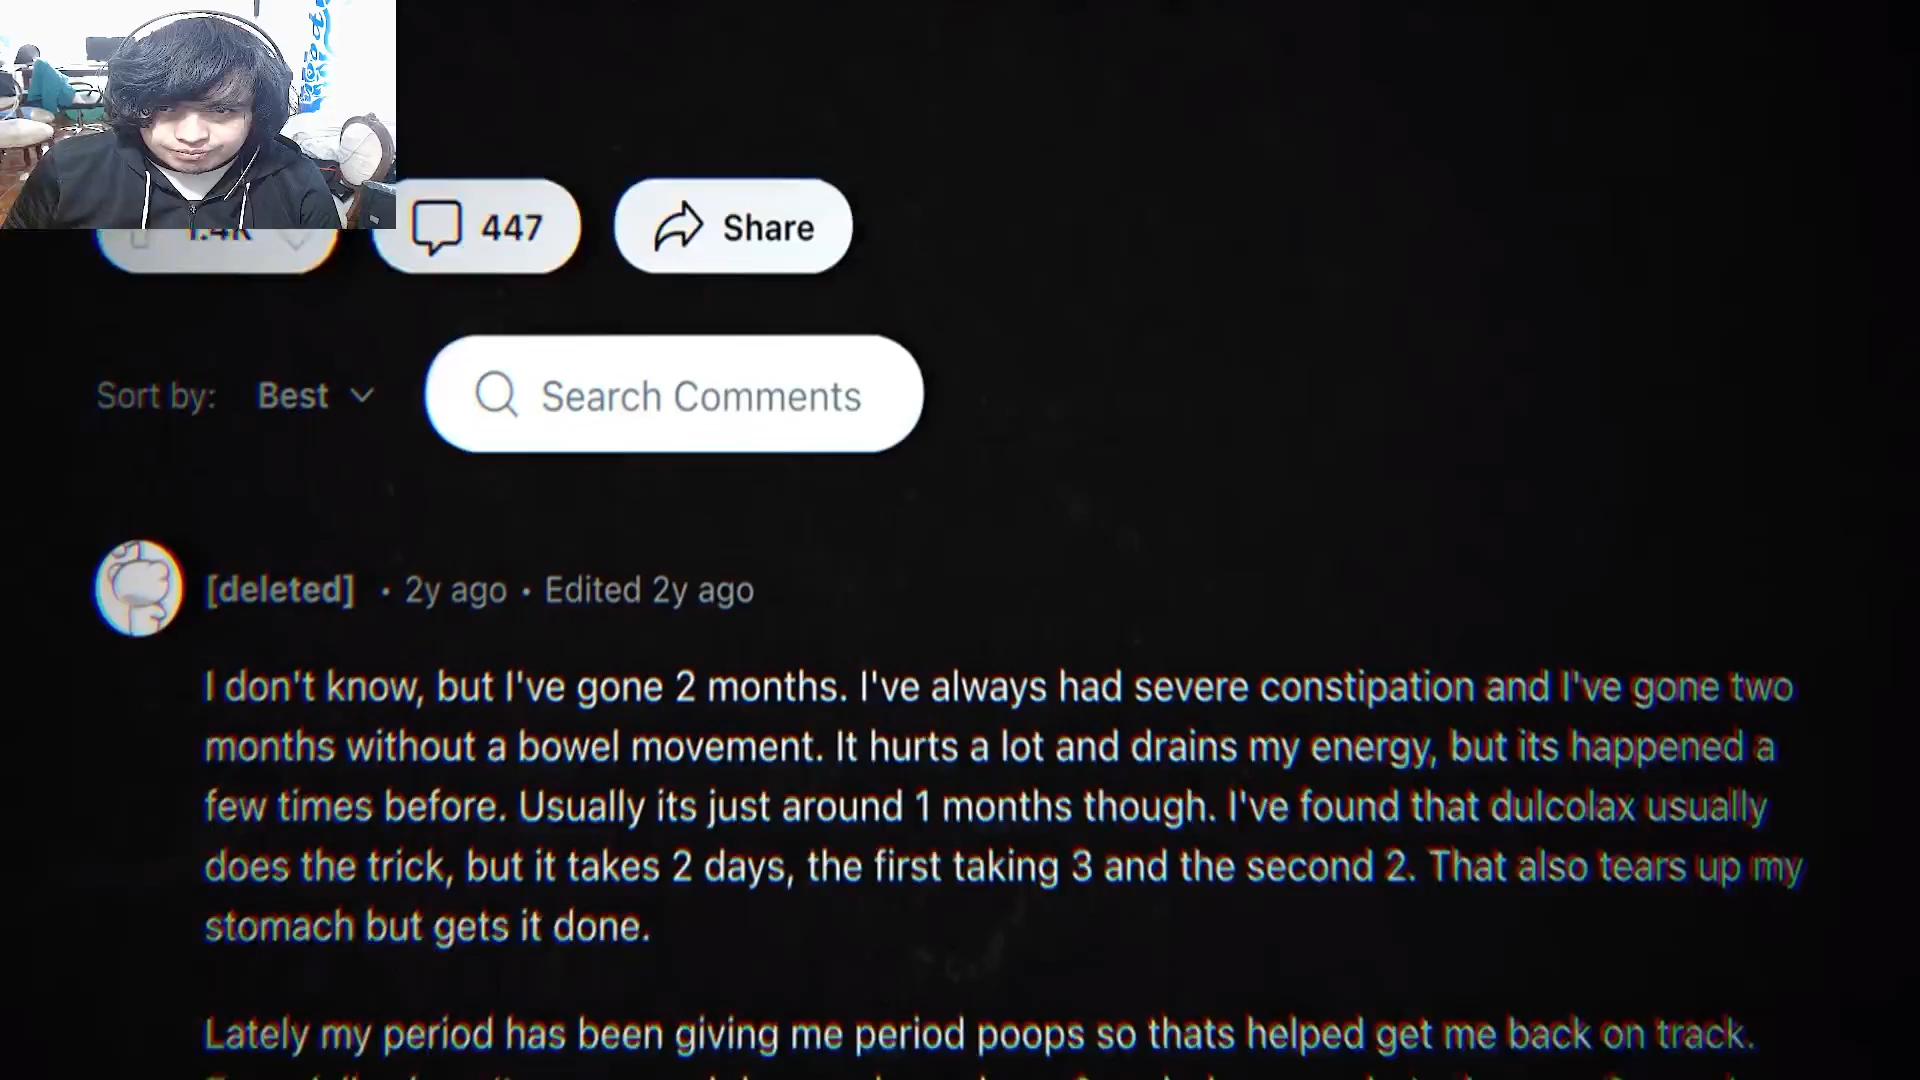 1.4K
447
Share
Sort by:
Best
Search Comments
[deleted] • 2y ago • Edited 2y ago
I don't know, but I've gone 2 months. I've always had severe constipation and I've gone two
months without a bowel movement. It hurts a lot and drains my energy, but its happened a
few times before. Usually its just around 1 months though. I've found that dulcolax usually
does the trick, but it takes 2 days, the first taking 3 and the second 2. That also tears up my
stomach but gets it done.
Lately my period has been giving me period poops so thats helped get me back on track.